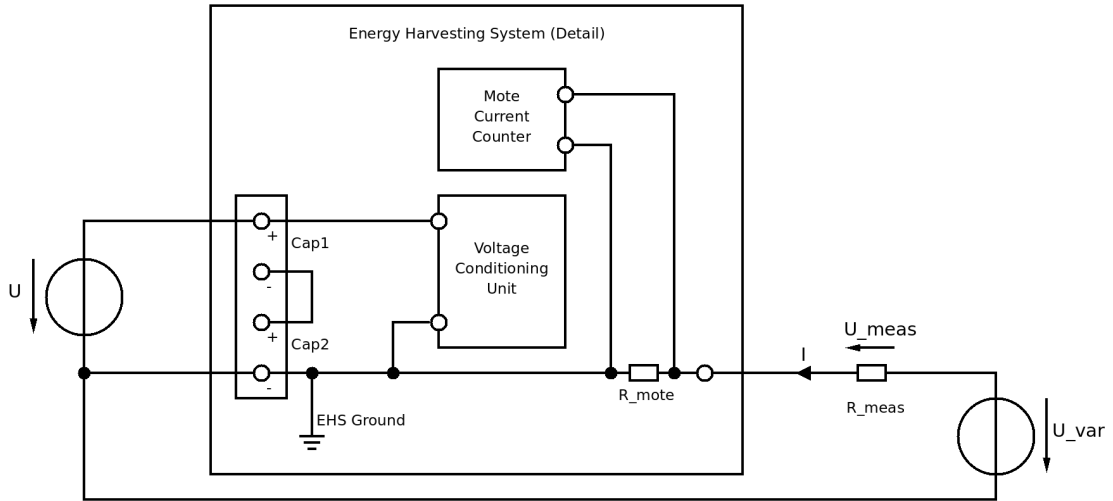 Energy Harvesting System (Detail)
Mote
Current
Counter
+
Cap1
-
+
Cap2
-
Voltage
Conditioning
Unit
U
EHS Ground
R_mote
I
U_meas
R_meas
U_var